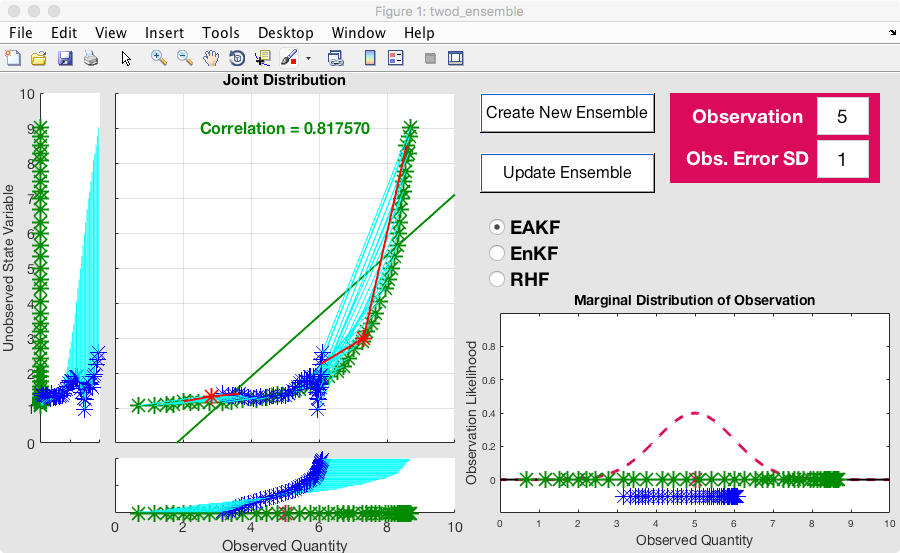 Figure 1: twod_ensemble
File Edit View Insert Tools Desktop Window Help
Joint Distribution
Correlation = 0.817570
Unobserved State Variable
10
9
8
7
6
5
4
3
2
1
0
0 2 4 6 8 10
Observed Quantity
Create New Ensemble
Update Ensemble
Observation 5
Obs. Error SD 1
EAKF
EnKF
RHF
Marginal Distribution of Observation
Observation Likelihood
0.8
0.6
0.4
0.2
0
0 1 2 3 4 5 6 7 8 9 10
Observed Quantity